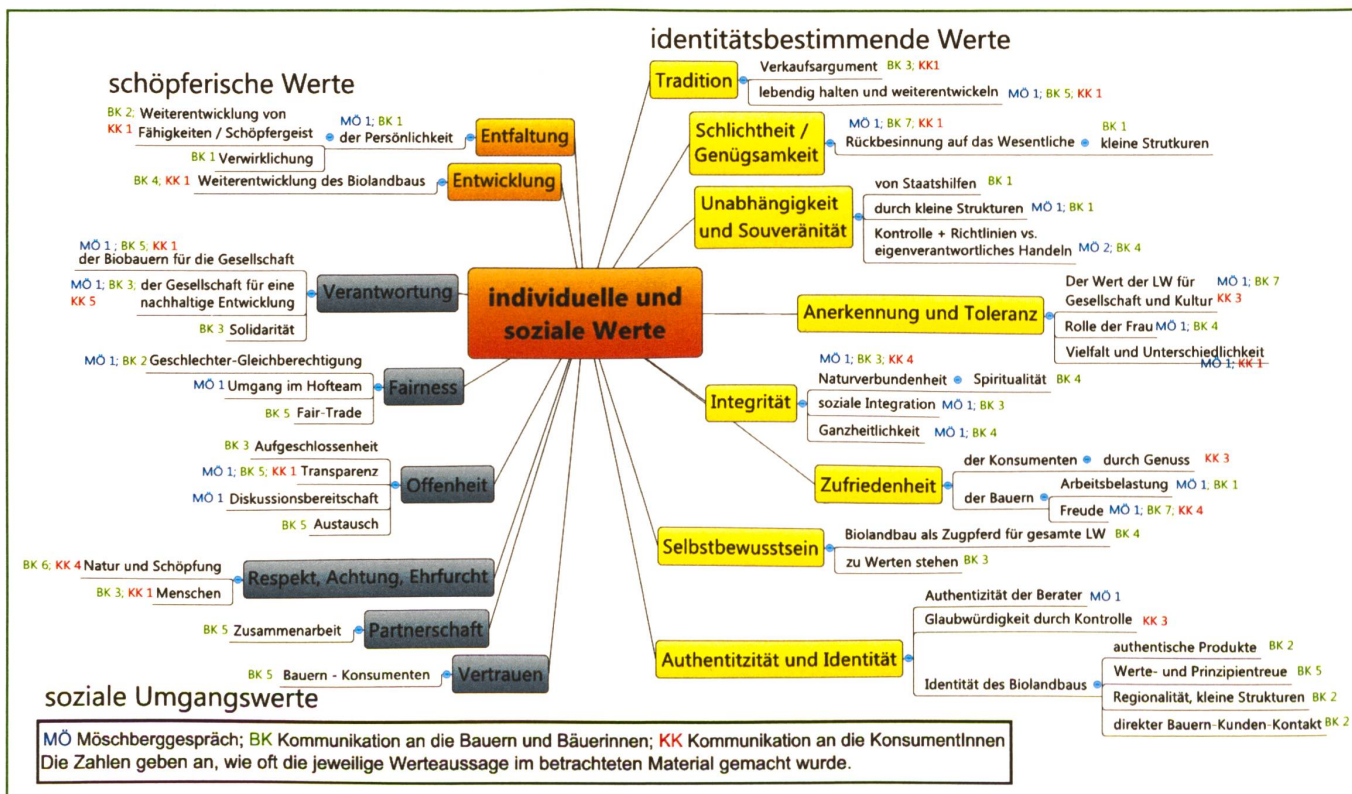 schöpferische Werte
BK 2; Weiterentwicklung von
KK 1 Fähigkeiten / Schöpfergeist
BK 1 Verwirklichung
MÖ 1; BK 1
der Persönlichkeit
Entfaltung
BK 4, KK 1 Weiterentwicklung des Biolandbaus
Entwicklung
MÖ 1 ; BK 5; KK 1
der Biobauern für die Gesellschaft
MÖ 1; BK 3; der Gesellschaft für eine
KK 5 nachhaltige Entwicklung
BK 3 Solidarität
Verantwortung
MÖ 1; BK 2 Geschlechter-Gleichberechtigung
MÖ 1 Umgang im Hofteam
BK 5 Fair-Trade
Fairness
BK 3 Aufgeschlossenheit
MÖ 1; BK 5; KK 1 Transparenz
MÖ 1 Diskussionsbereitschaft
BK 5 Austausch
Offenheit
BK 6; KK 4 Natur und Schöpfung
BK 3; KK 1 Menschen
Respekt, Achtung, Ehrfurcht
BK 5 Zusammenarbeit
Partnerschaft
BK 5 Bauern - Konsumenten
Vertrauen
soziale Umgangswerte
individuelle und
soziale Werte
identitätsbestimmende Werte
Tradition
Verkaufsargument BK 3; KK1
lebendig halten und weiterentwickeln MÖ 1; BK 5; KK 1
Schlichtheit /
Genügsamkeit
MÖ 1; BK 7; KK 1
Rückbesinnung auf das Wesentliche
BK 1
kleine Strutkuren
Unabhängigkeit
und Souveränität
von Staatshilfen BK 1
durch kleine Strukturen MÖ 1; BK 1
Kontrolle + Richtlinien vs.
eigenverantwortliches Handeln MÖ 2; BK 4
Anerkennung und Toleranz
Der Wert der LW für MÖ 1; BK 7
Gesellschaft und Kultur KK 3
Rolle der Frau MÖ 1; BK 4
Vielfalt und Unterschiedlichkeit
MÖ 1; KK 1
Integrität
MÖ 1; BK 3; KK 4
Naturverbundenheit Spiritualität BK 4
soziale Integration MÖ 1; BK 3
Ganzheitlichkeit MÖ 1; BK 4
Zufriedenheit
der Konsumenten durch Genuss KK 3
der Bauern
Arbeitsbelastung MÖ 1; BK 1
Freude MÖ 1; BK 7; KK 4
Selbstbewusstsein
Biolandbau als Zugpferd für gesamte LW BK 4
zu Werten stehen BK 3
Authentitzität und Identität
Authentizität der Berater MÖ 1
Glaubwürdigkeit durch Kontrolle KK 3
Identität des Biolandbaus
authentische Produkte BK 2
Werte- und Prinzipientreue BK 5
Regionalität, kleine Strukturen BK 2
direkter Bauern-Kunden-Kontakt BK 2
MÖ Möschberggespräch; BK Kommunikation an die Bauern und Bäuerinnen; KK Kommunikation an die KonsumentInnen
Die Zahlen geben an, wie oft die jeweilige Werteaussage im betrachteten Material gemacht wurde.